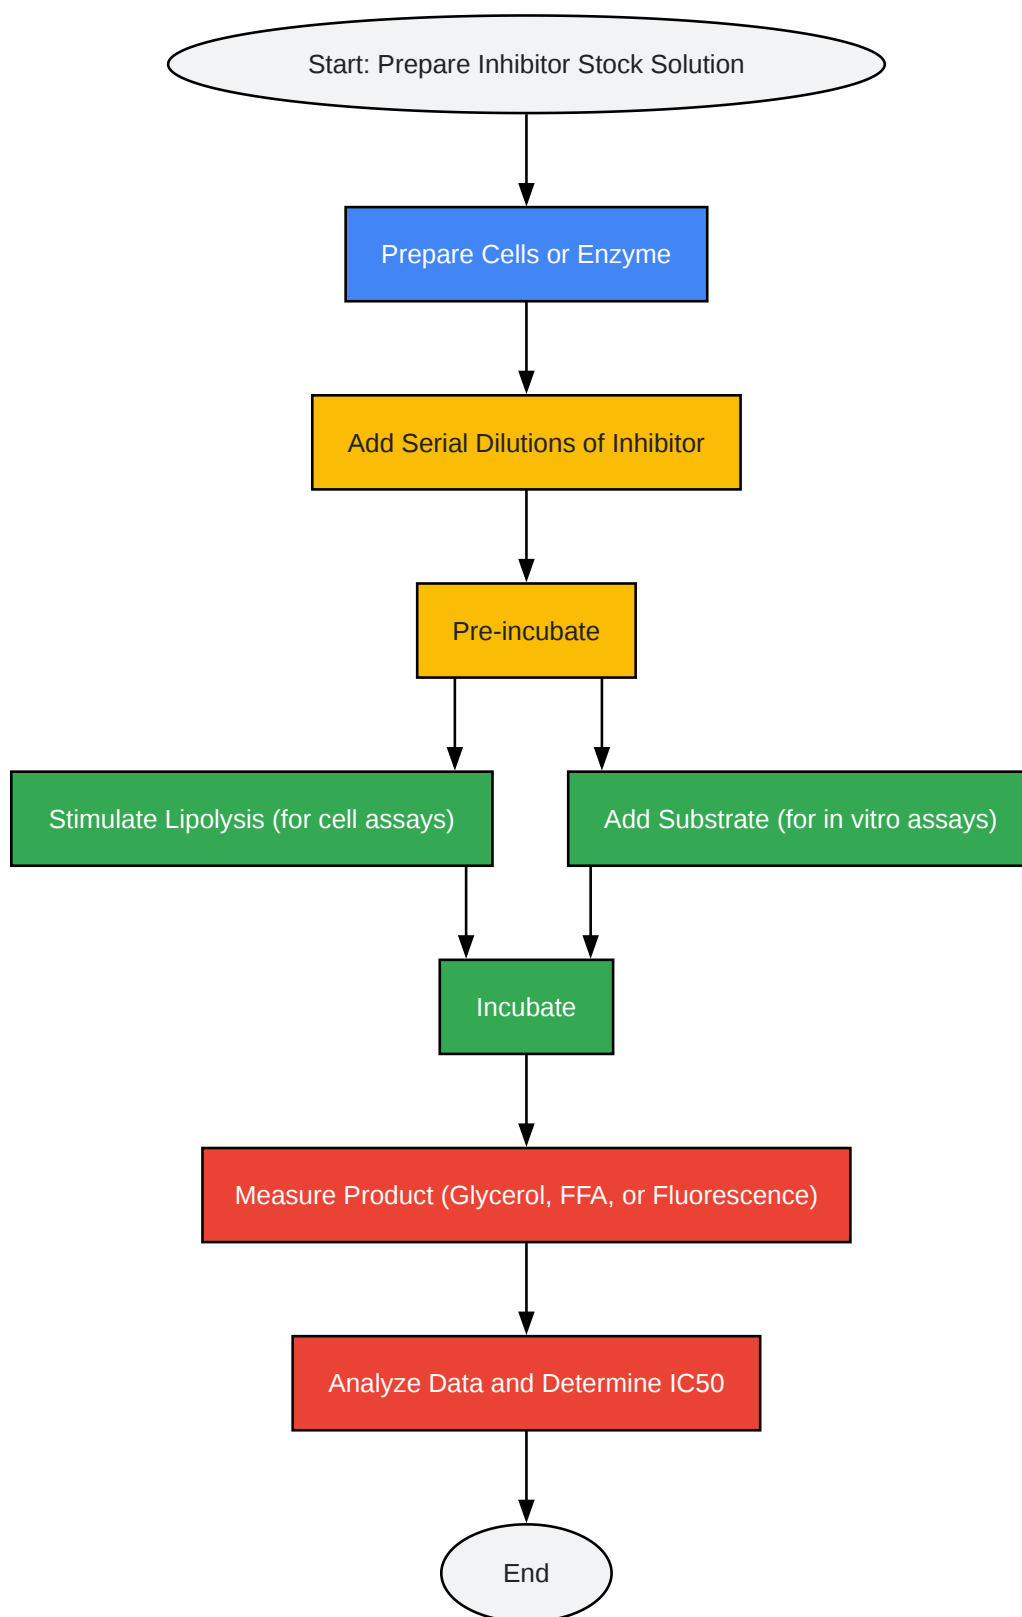 Start: Prepare Inhibitor Stock Solution
Prepare Cells or Enzyme
Add Serial Dilutions of Inhibitor
Pre-incubate
Stimulate Lipolysis (for cell assays)
Add Substrate (for in vitro assays)
Incubate
Measure Product (Glycerol, FFA, or Fluorescence)
Analyze Data and Determine IC50
End